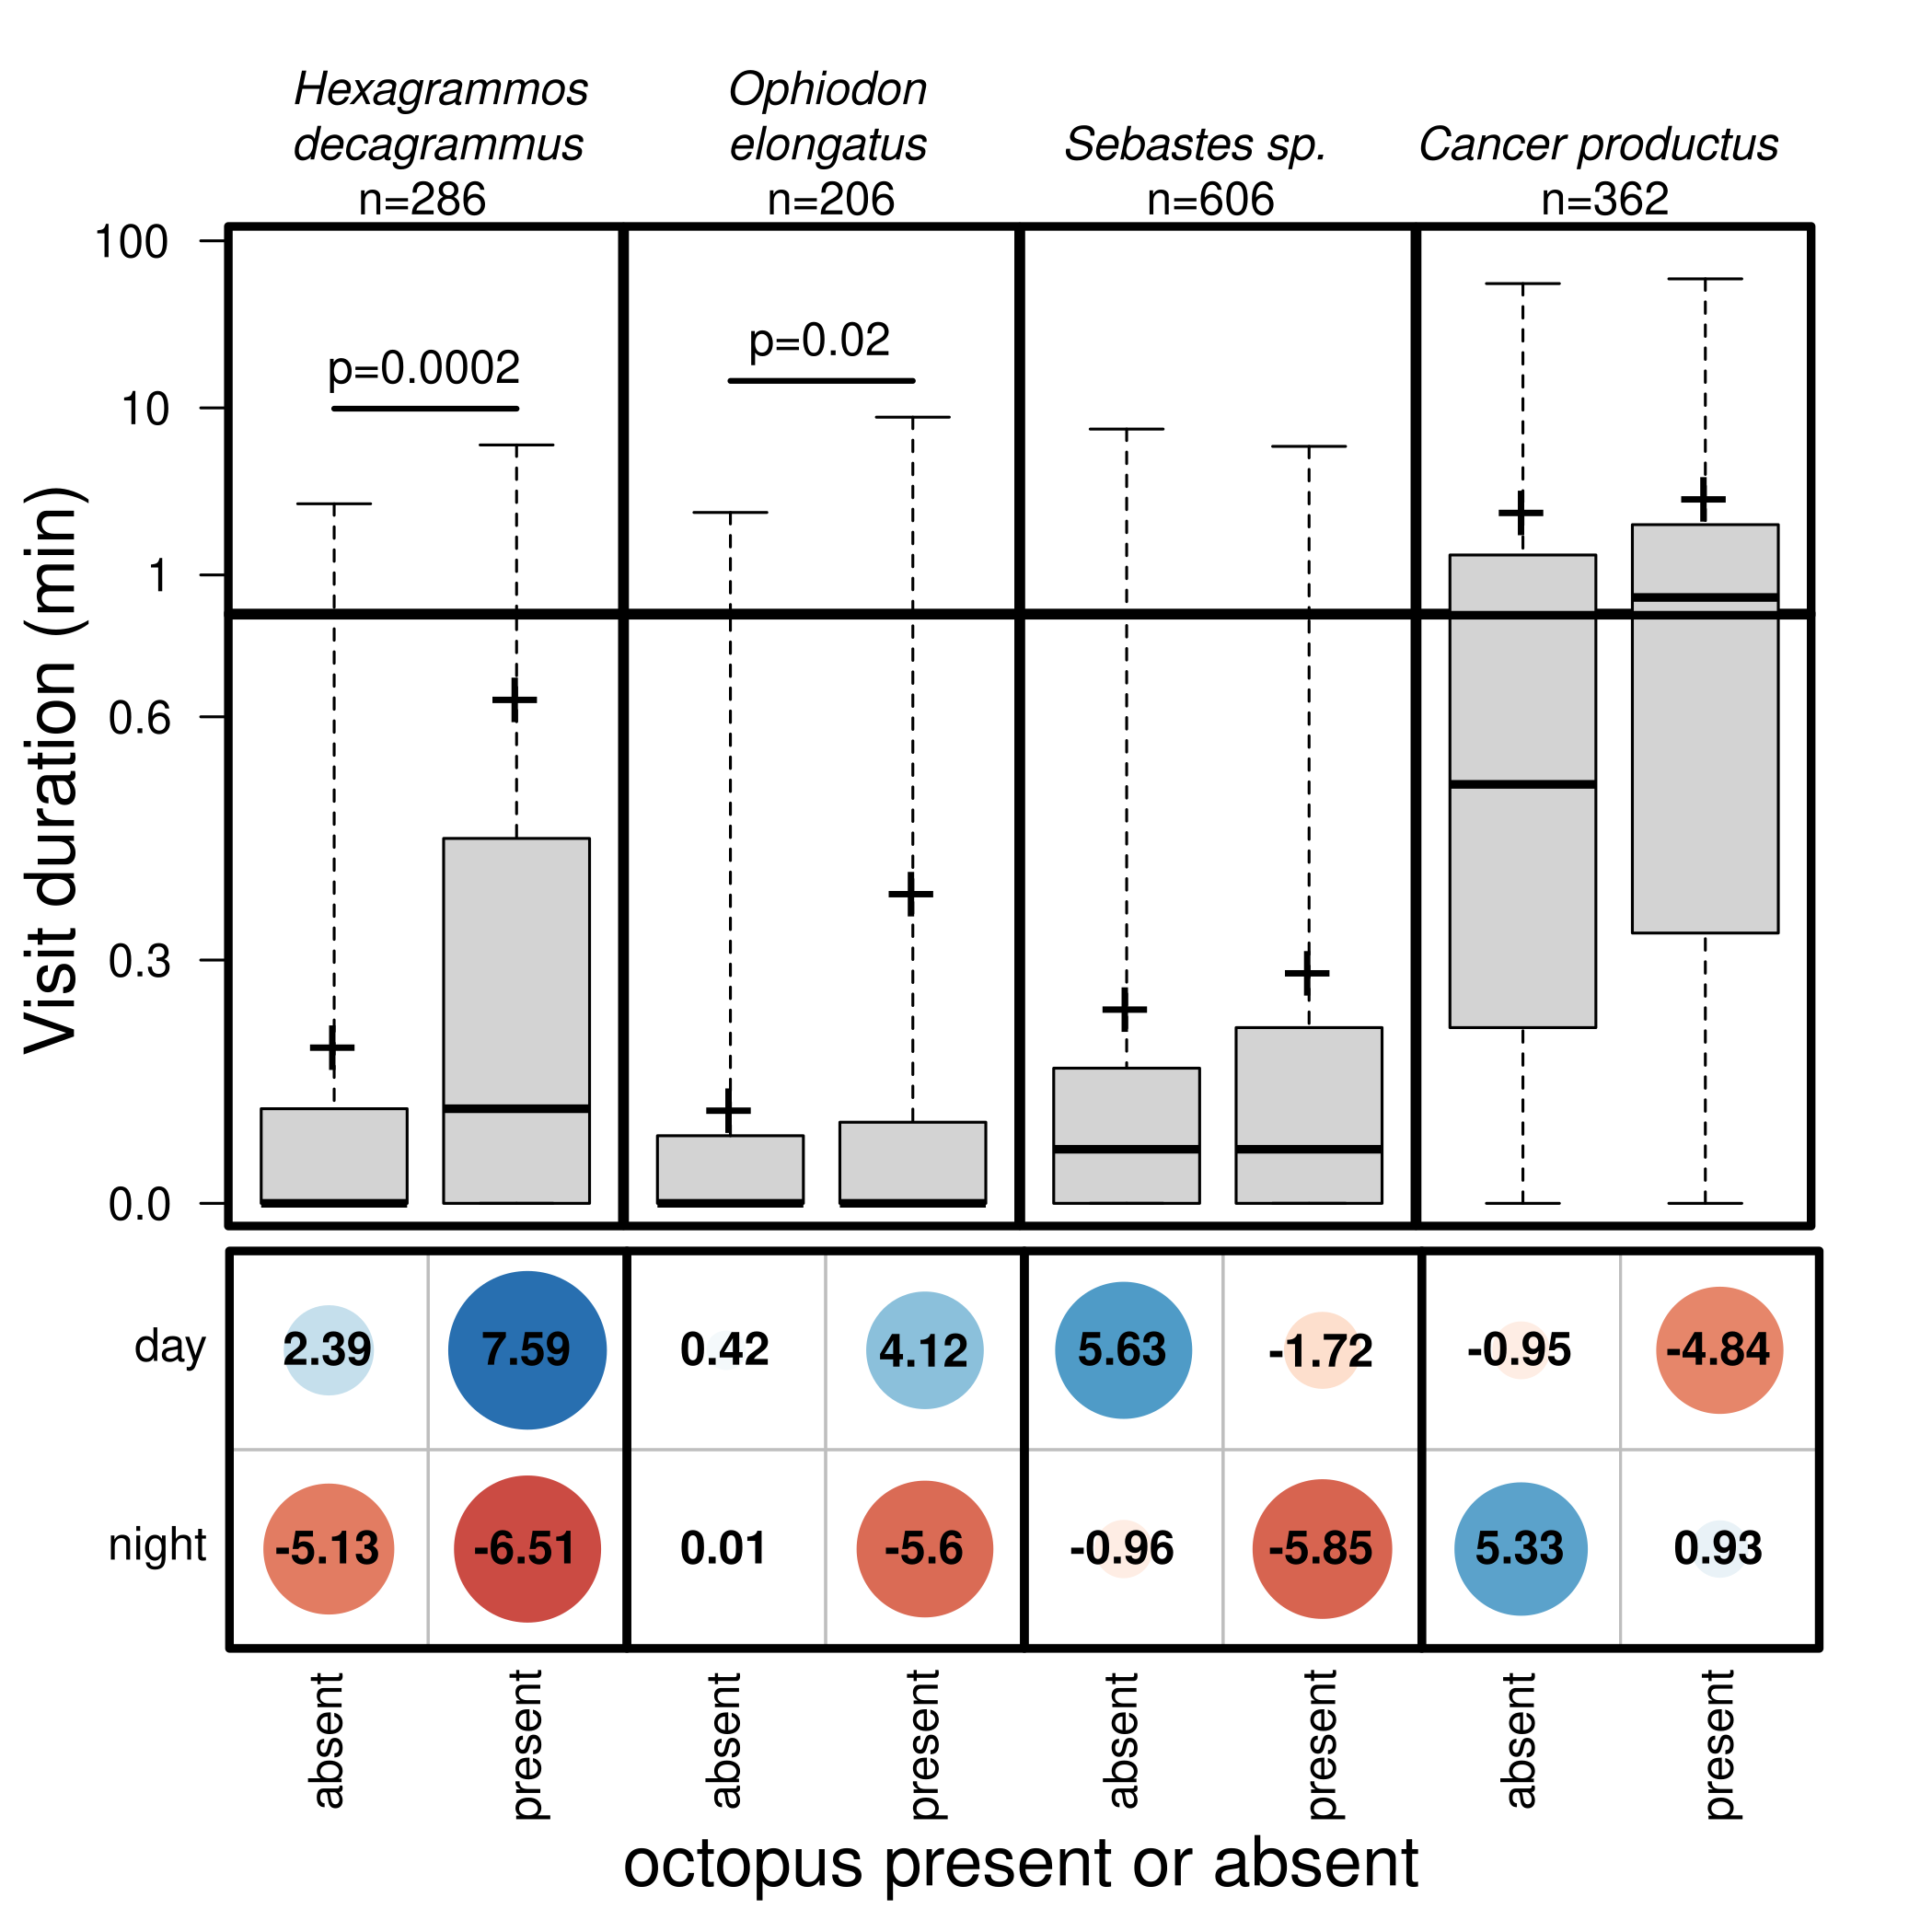 Hexagrammos
decagrammus
n=286
Ophiodon
elongatus
n=206
Sebastes sp.
n=606
Cancer productus
n=362
Visit duration (min)
100
10
1
0.6
0.3
0.0
p=0.0002
p=0.02
day
2.39 7.59 0.42 4.12 5.63 -1.72 -0.95 -4.84
night
-5.13 -6.51 0.01 -5.6 -0.96 -5.85 5.33 0.93
absent
present
absent
present
absent
present
absent
present
octopus present or absent